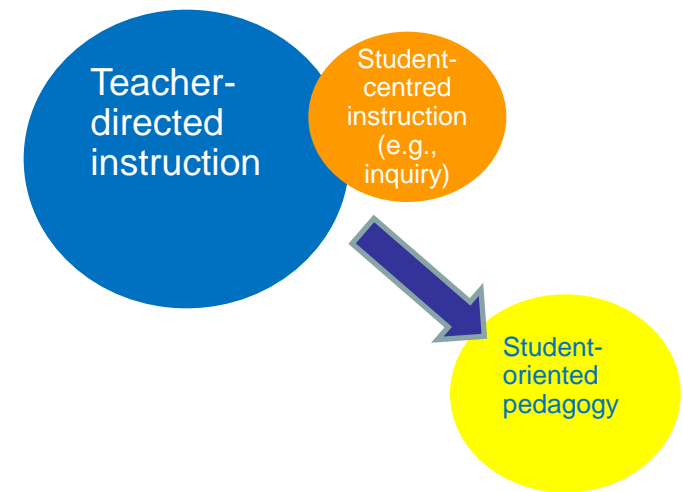 Teacher-
directed
instruction
Student-
centred
instruction
(e.g.,
inquiry)
Student-
oriented
pedagogy